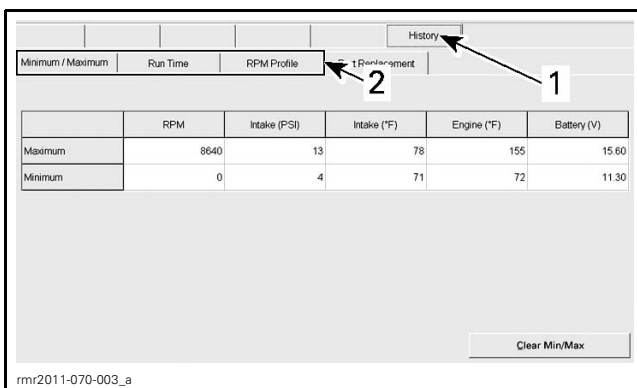 History
Minimum / Maximum Run Time RPM Profile Replacement
2 1
RPM Intake (PSI) Intake (°F) Engine (°F) Battery (V)
Maximum 8640 13 78 155 15.60
Minimum 0 4 71 72 11.30
Clear Min/Max
rmr2011-070-003_a